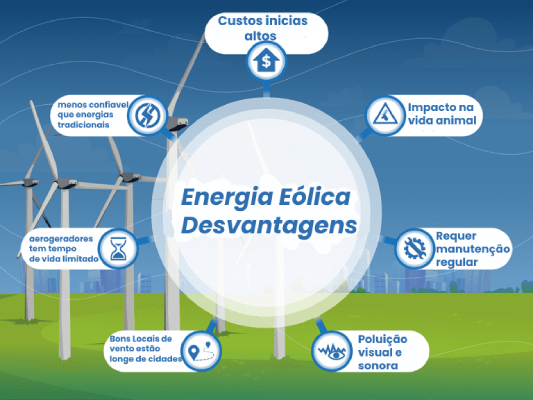 Custos inicias
altos
menos confiavel
que energias
tradicionais
Impacto na
vida animal
Energia Eólica
Desvantagens
aerogeradores
tem tempo
de vida limitado
Requer
manutenção
regular
Bons Locais de
vento estão
longe de cidades
Poluição
visual e
sonora